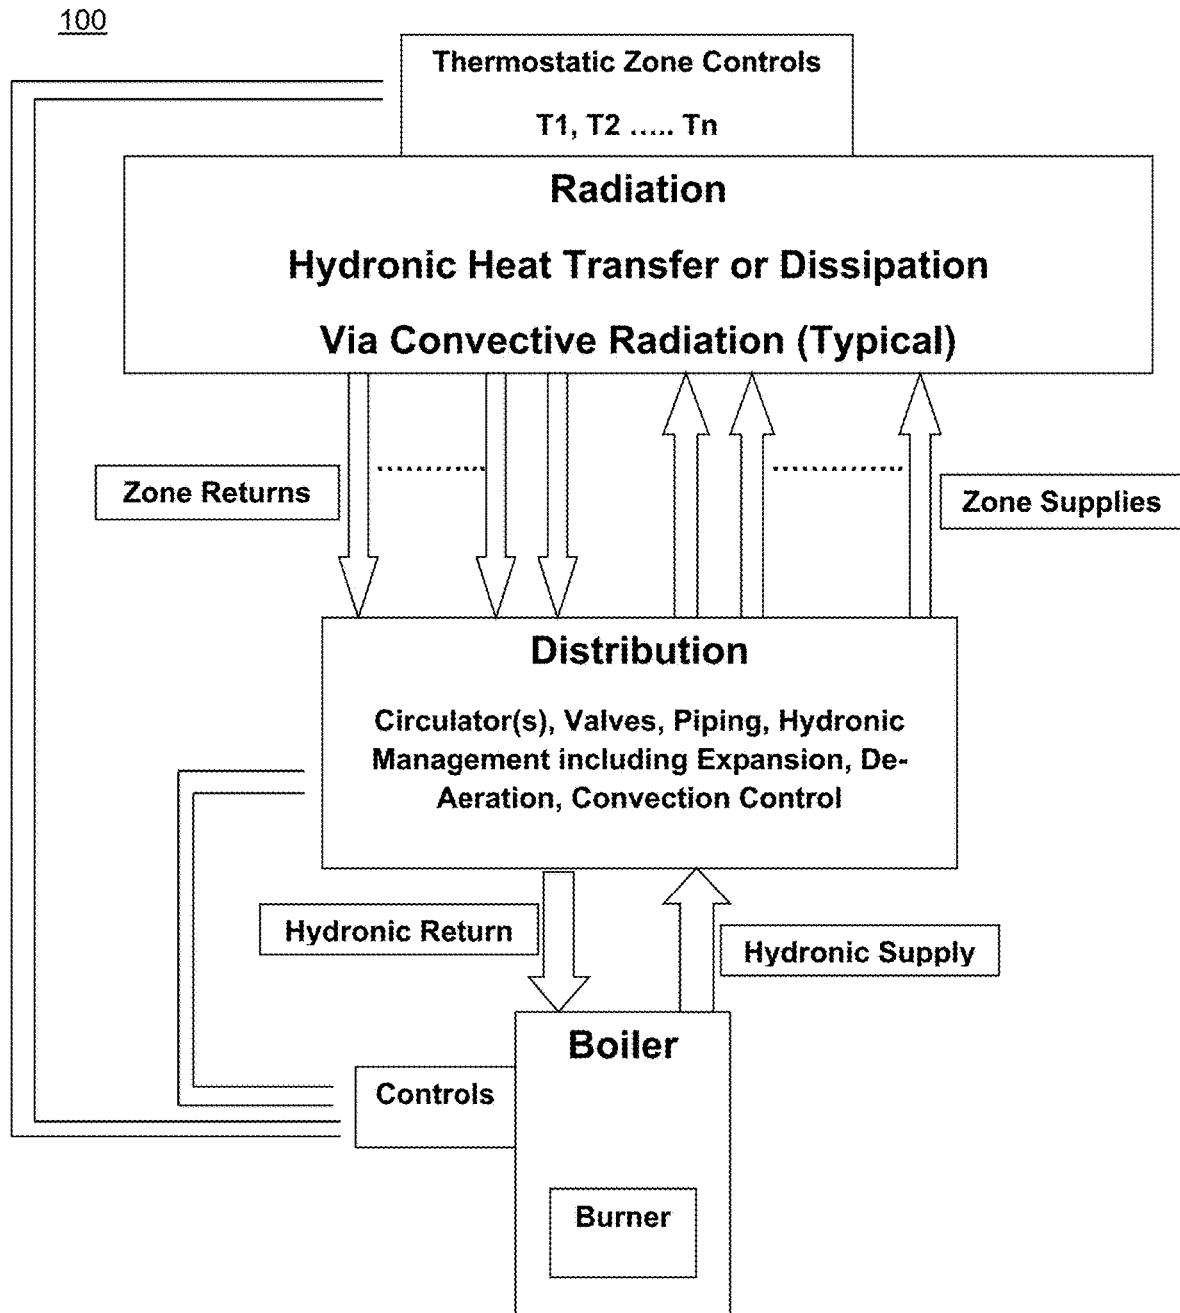 100
Thermostatic Zone Controls
T1, T2 ..... Tn
Radiation
Hydronic Heat Transfer or Dissipation
Via Convective Radiation (Typical)
Zone Returns
Zone Supplies
Distribution
Circulator(s), Valves, Piping, Hydronic
Management including Expansion, De-
Aeration, Convection Control
Hydronic Return
Hydronic Supply
Boiler
Controls
Burner